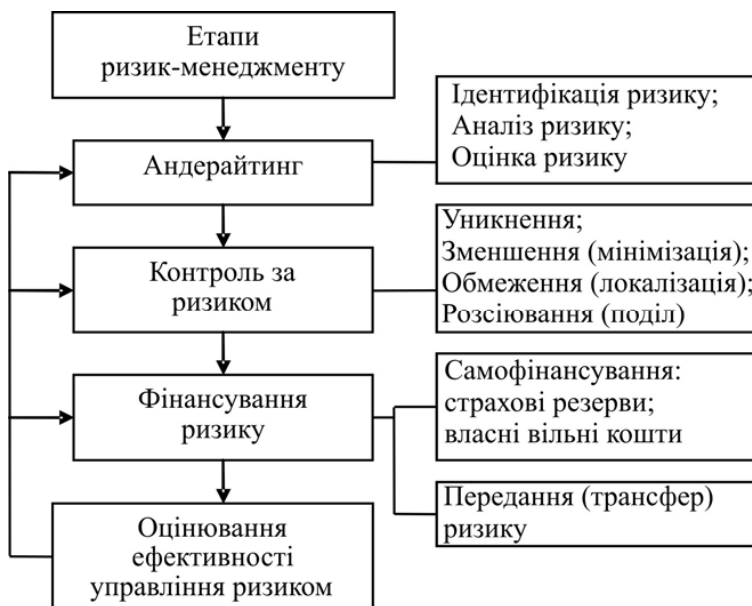 Етапи
ризик-менеджменту
Андерайтинг
Ідентифікація ризику;
Аналіз ризику;
Оцінка ризику
Контроль за
ризиком
Уникнення;
Зменшення (мінімізація);
Обмеження (локалізація);
Розсіювання (поділ)
Фінансування
ризику
Самофінансування:
страхові резерви;
власні вільні кошти
Передання (трансфер)
ризику
Оцінювання
ефективності
управління ризиком